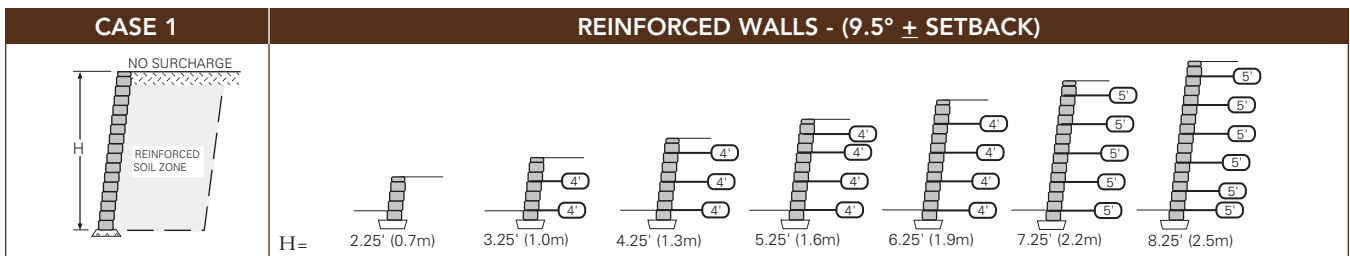 CASE 1
REINFORCED WALLS - (9.5° ± SETBACK)
NO SURCHARGE
H
REINFORCED
SOIL ZONE
H=
2.25' (0.7m)
4'
4'
3.25' (1.0m)
4'
4'
4'
4.25' (1.3m)
4'
4'
4'
4'
5.25' (1.6m)
4'
4'
4'
4'
6.25' (1.9m)
5'
5'
5'
5'
5'
7.25' (2.2m)
5'
5'
5'
5'
5'
5'
8.25' (2.5m)